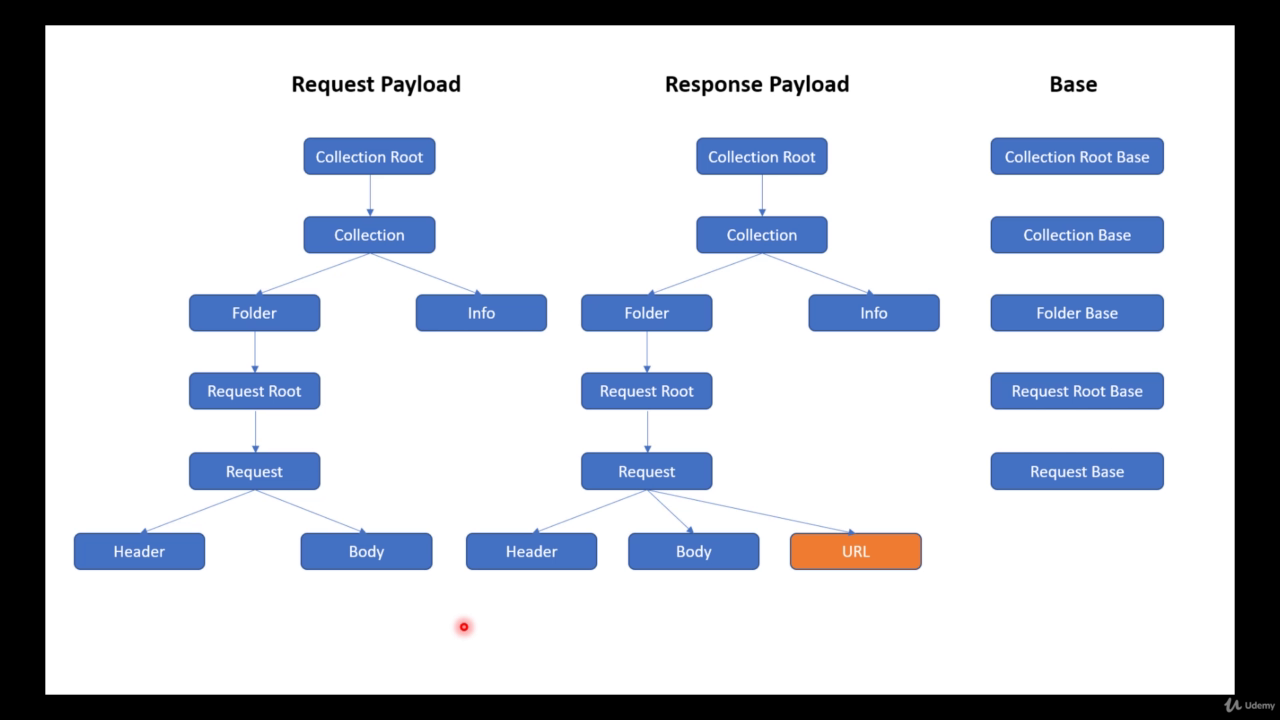 Request Payload
Response Payload
Base
Collection Root
Collection Root
Collection Root Base
Collection
Collection
Collection Base
Folder
Info
Folder
Info
Folder Base
Request Root
Request Root
Request Root Base
Request
Request
Request Base
Header
Body
Header
Body
URL
Udemy